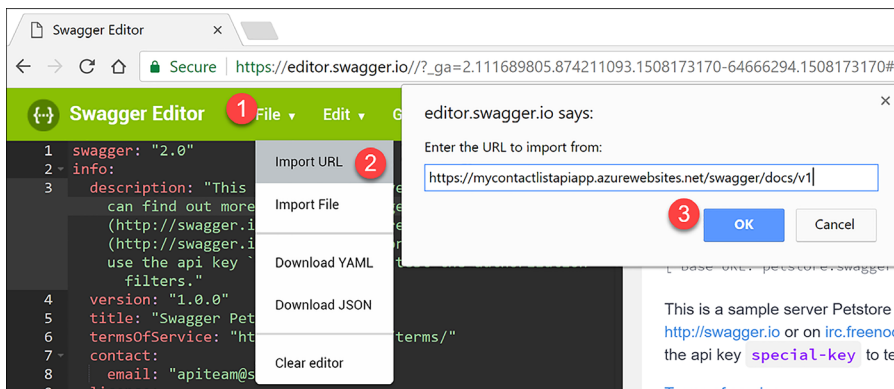 Swagger Editor ×
Secure | https://editor.swagger.io//?_ga=2.111689805.874211093.1508173170-64666294.1508173170#
{··} Swagger Editor 1 File ▾ Edit ▾ G
editor.swagger.io says:
×
Enter the URL to import from:
https://mycontactlistapiapp.azurewebsites.net/swagger/docs/v1
3 OK Cancel
Import URL 2
Import File
Download YAML
Download JSON
Clear editor
1 swagger: "2.0"
2 info:
3 description: "This
can find out more
(http://swagger.i
(http://swagger.i
use the api key `
filters."
4 version: "1.0.0"
5 title: "Swagger Pet
6 termsOfService: "ht terms/"
7 contact:
8 email: "apiteam@s
[ Base URL: petstore.swagger
This is a sample server Petstore
http://swagger.io or on irc.freenod
the api key special-key to te